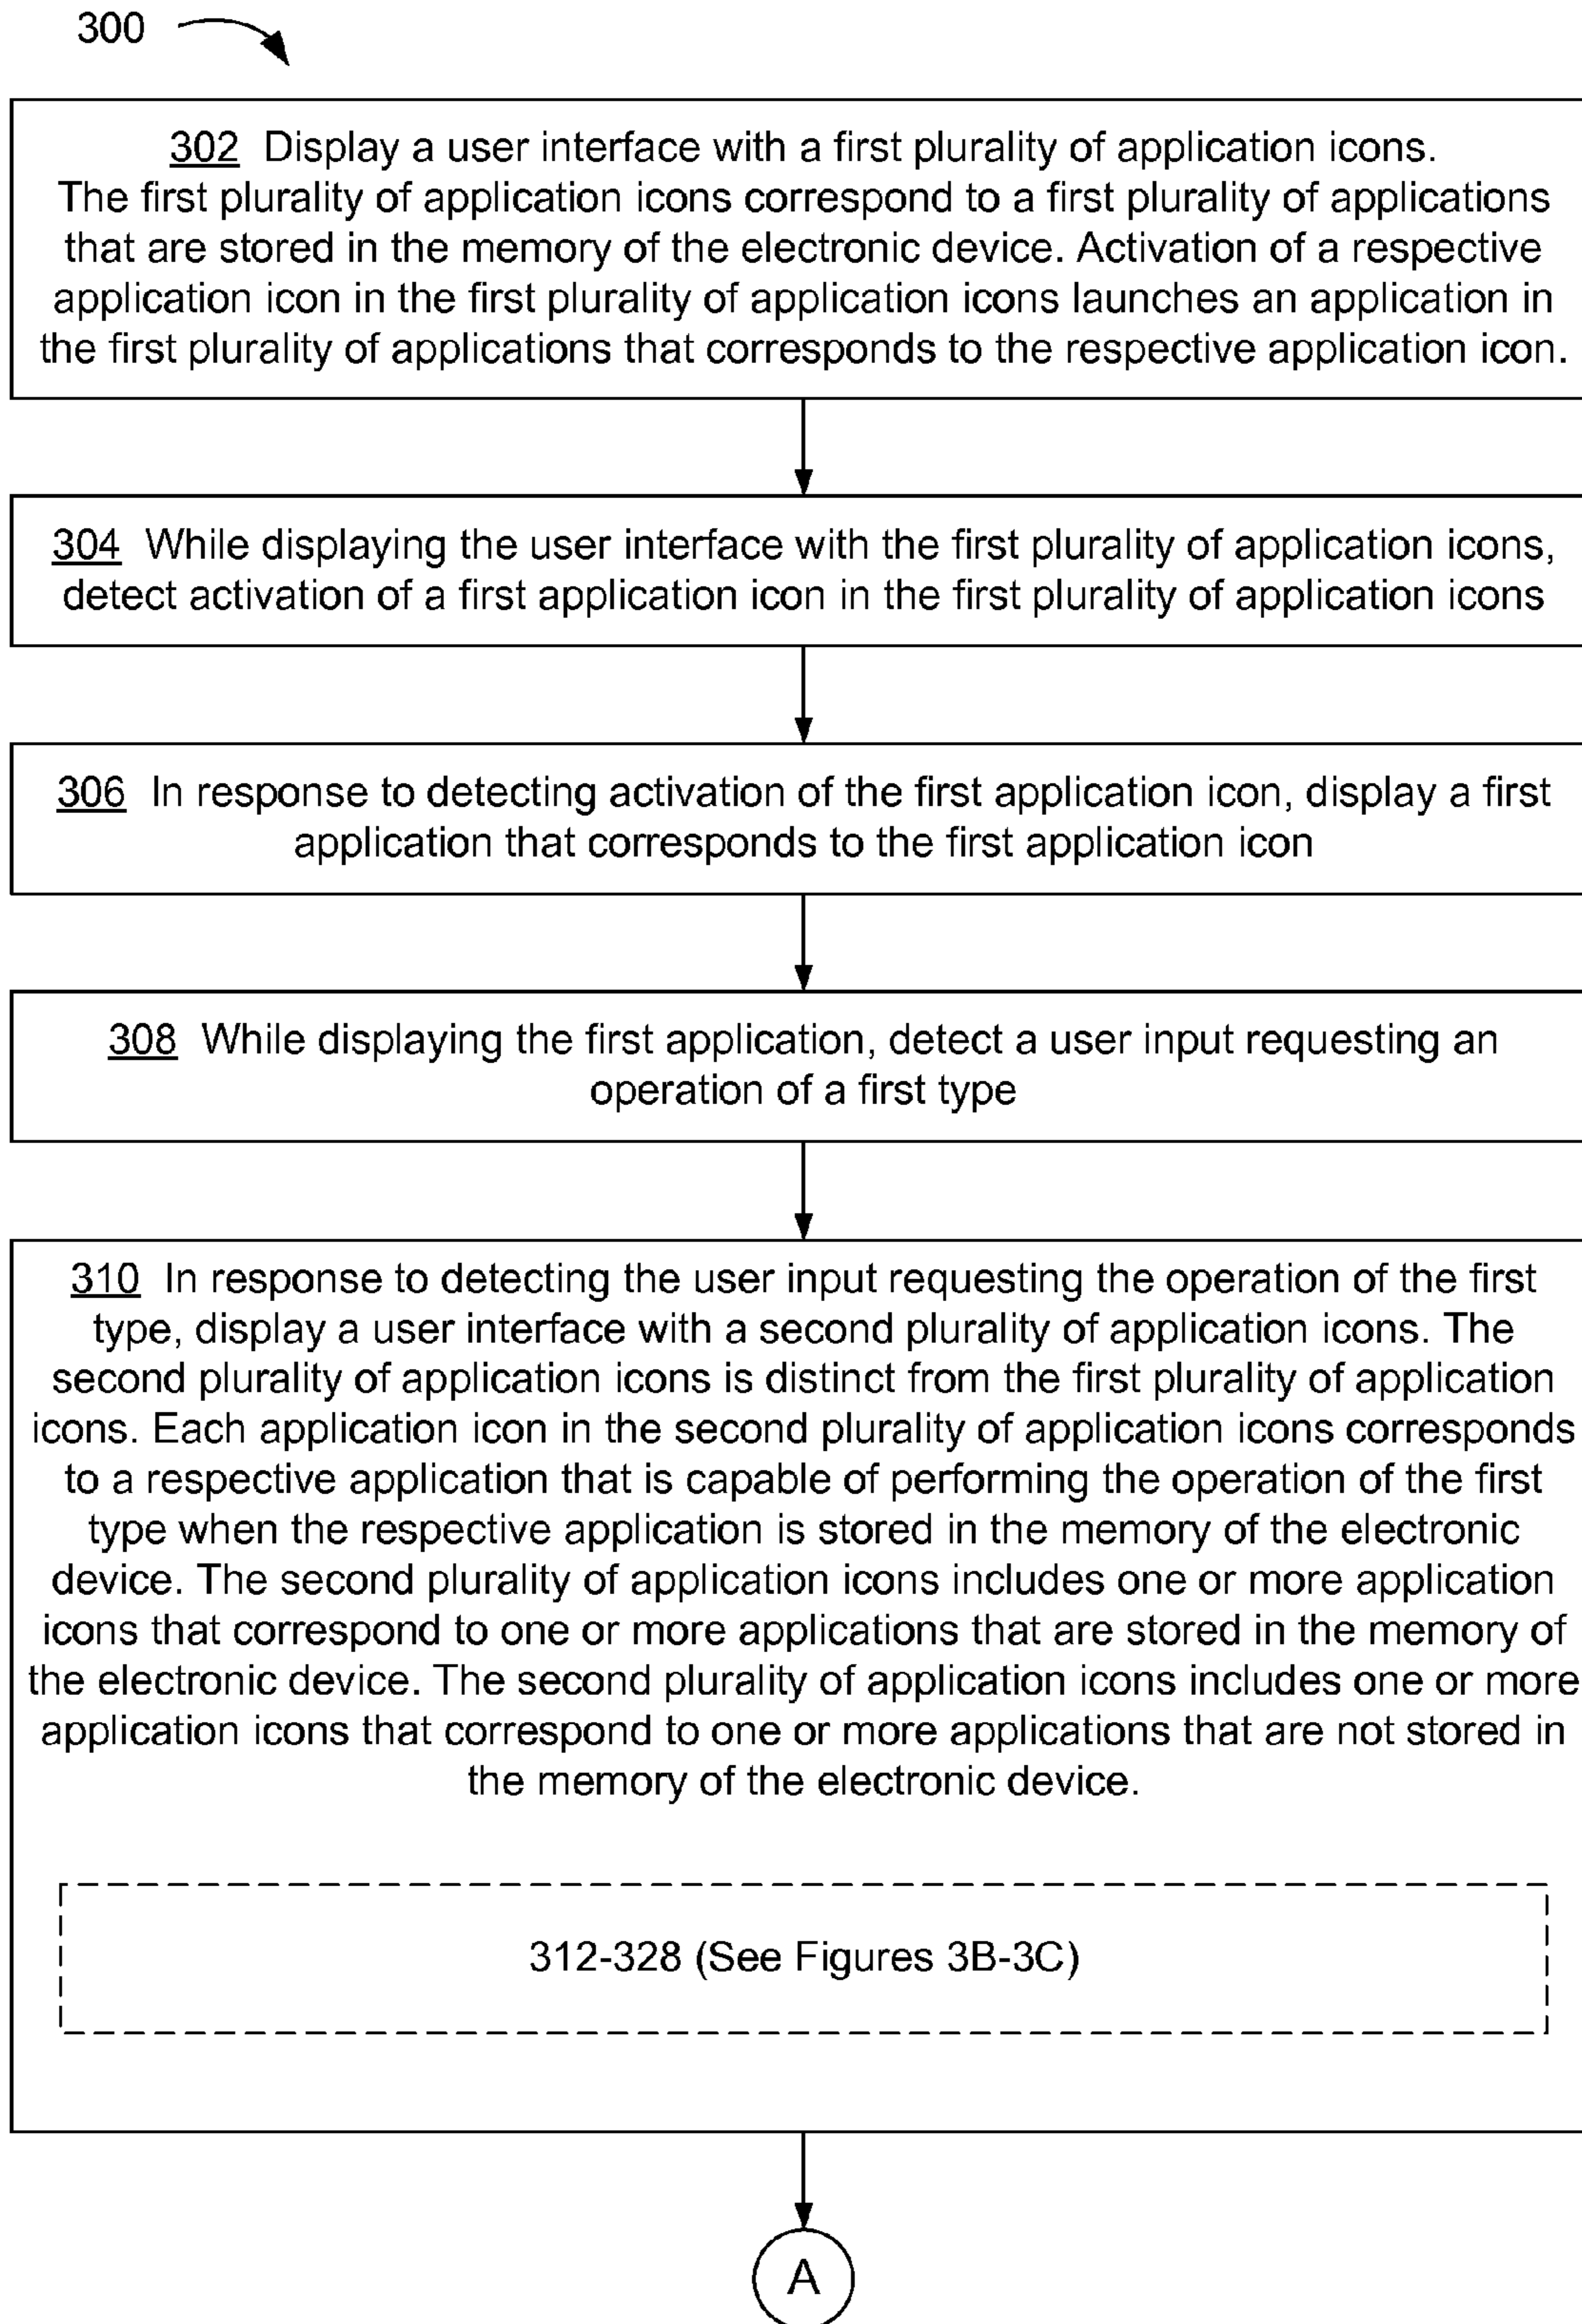 300
302 Display a user interface with a first plurality of application icons.
The first plurality of application icons correspond to a first plurality of applications
that are stored in the memory of the electronic device. Activation of a respective
application icon in the first plurality of application icons launches an application in
the first plurality of applications that corresponds to the respective application icon.
304 While displaying the user interface with the first plurality of application icons,
detect activation of a first application icon in the first plurality of application icons
306 In response to detecting activation of the first application icon, display a first
application that corresponds to the first application icon
308 While displaying the first application, detect a user input requesting an
operation of a first type
310 In response to detecting the user input requesting the operation of the first
type, display a user interface with a second plurality of application icons. The
second plurality of application icons is distinct from the first plurality of application
icons. Each application icon in the second plurality of application icons corresponds
to a respective application that is capable of performing the operation of the first
type when the respective application is stored in the memory of the electronic
device. The second plurality of application icons includes one or more application
icons that correspond to one or more applications that are stored in the memory of
the electronic device. The second plurality of application icons includes one or more
application icons that correspond to one or more applications that are not stored in
the memory of the electronic device.
312-328 (See Figures 3B-3C)
A